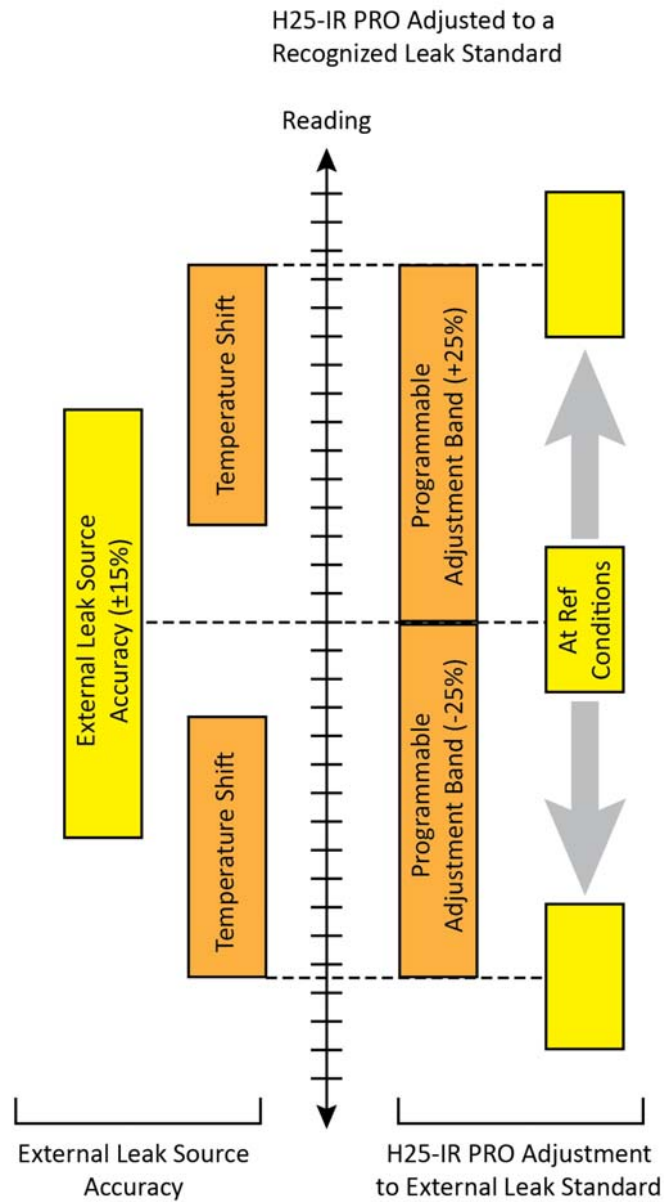 H25-IR PRO Adjusted to a
Recognized Leak Standard
Reading
Temperature Shift
Programmable
Adjustment Band (+25%)
External Leak Source
Accuracy (±15%)
At Ref
Conditions
Temperature Shift
Programmable
Adjustment Band (-25%)
External Leak Source
Accuracy
H25-IR PRO Adjustment
to External Leak Standard